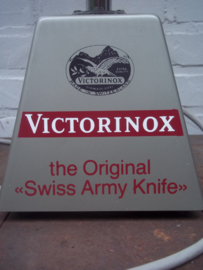 VICTORINOX
VICTORINOX
the Original
«Swiss Army Knife»